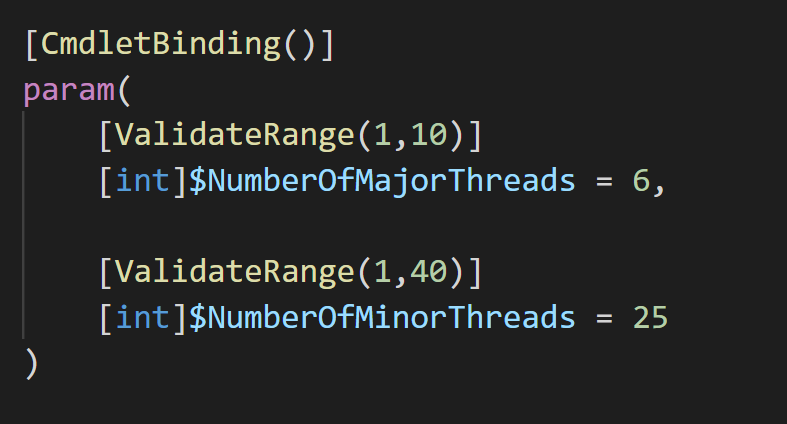 [CmdletBinding()]
param(
    [ValidateRange(1,10)]
    [int]$NumberOfMajorThreads = 6,

    [ValidateRange(1,40)]
    [int]$NumberOfMinorThreads = 25
)